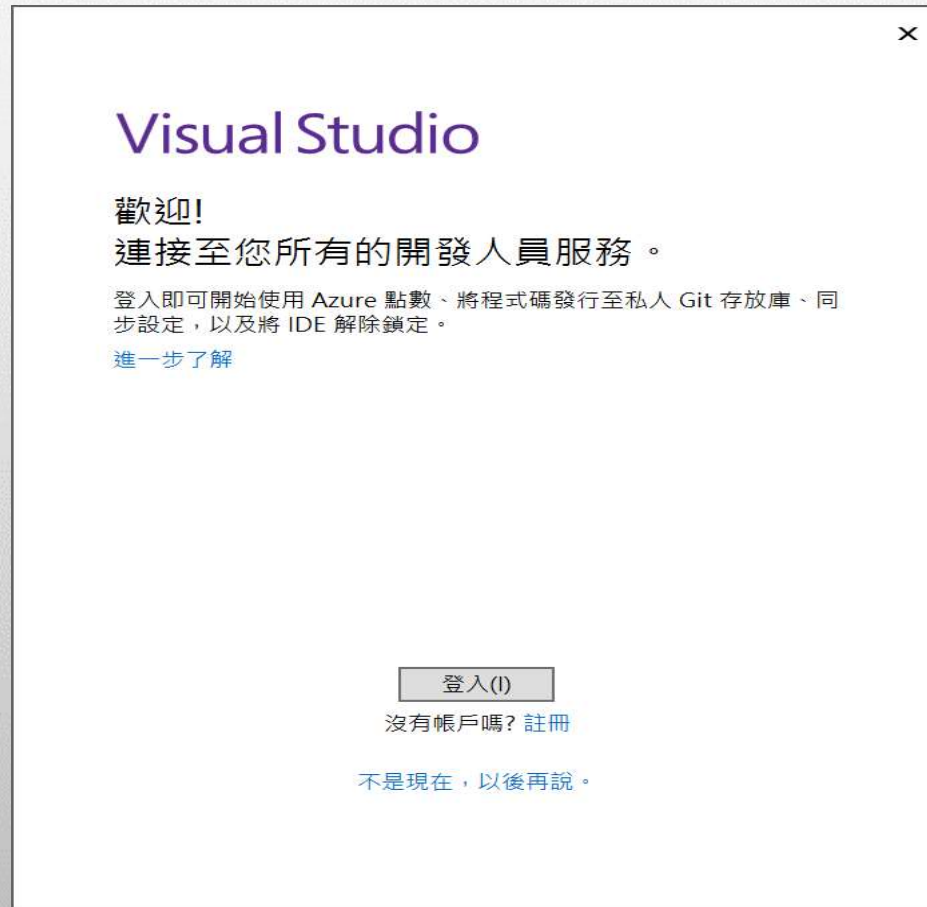 Visual Studio
歡迎!
連接至您所有的開發人員服務。
登入即可開始使用 Azure 點數、將程式碼發行至私人 Git 存放庫、同
步設定，以及將 IDE 解除鎖定。
進一步了解
登入(I)
沒有帳戶嗎? 註冊
不是現在，以後再說。